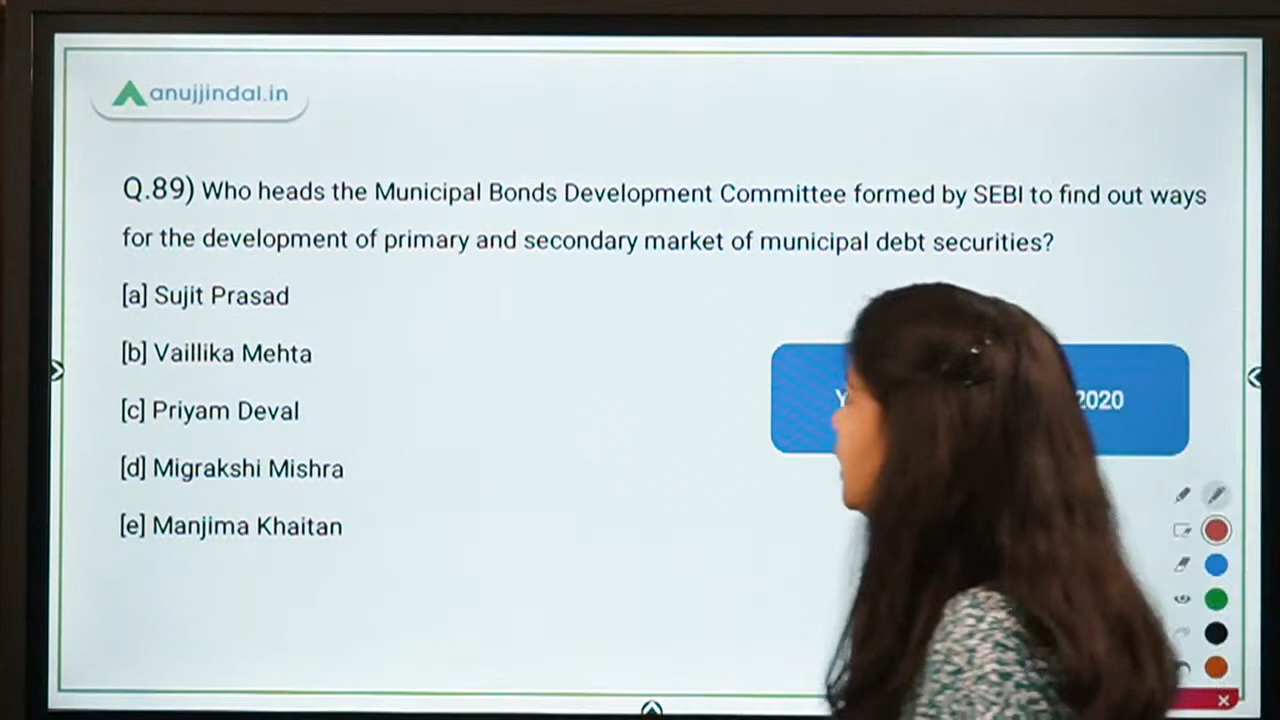 anujjindal.in
Q.89) Who heads the Municipal Bonds Development Committee formed by SEBI to find out ways
for the development of primary and secondary market of municipal debt securities?
[a] Sujit Prasad
[b] Vaillika Mehta
[c] Priyam Deval
[d] Migrakshi Mishra
[e] Manjima Khaitan
2020